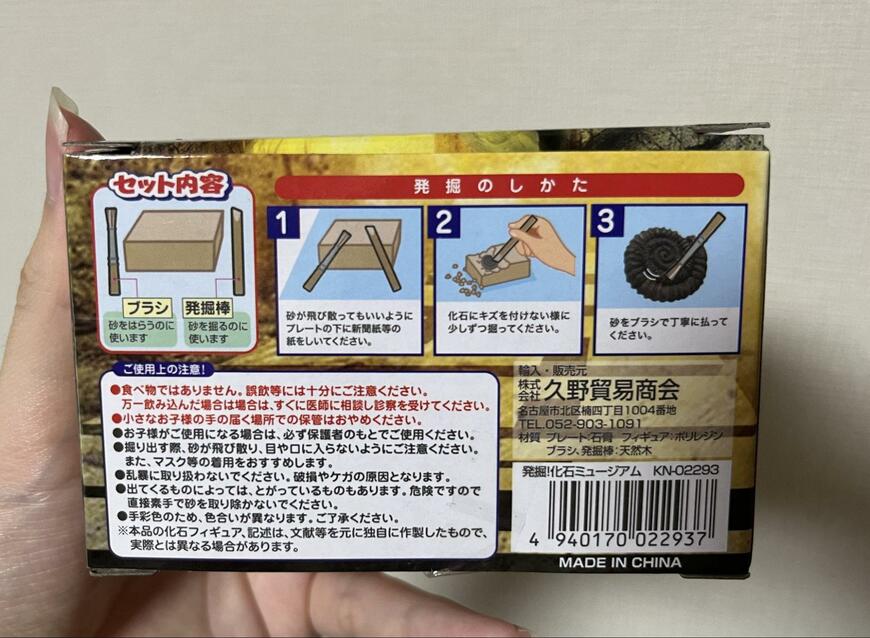 セット内容
ブラシ
砂をはらうのに
使います
発掘棒
砂を掘るのに
使います
発掘のしかた
1
砂が飛び散ってもいいように
プレートの下に新聞紙等の
紙をしいてください。
2
化石にキズを付けない様に
少しずつ掘ってください。
3
砂をブラシで丁寧に払って
ください。
ご使用上の注意!
●食べ物ではありません。誤飲等には十分にご注意ください。
万一飲み込んだ場合は場合は、すぐに医師に相談し診察を受けてください。
●小さなお子様の手の届く場所での保管はおやめください。
●お子様がご使用になる場合は、必ず保護者のもとでご使用ください。
●掘り出す際、砂が飛び散り、目や口に入らないようにご注意ください。
また、マスク等の着用をおすすめします。
●乱暴に取り扱わないでください。破損やケガの原因となります。
●出てくるものによっては、とがっているものもあります。危険ですので
直接素手で砂を取り除かないでください。
●手彩色のため、色合いが異なります。ご了承ください。
※本品の化石フィギュア、記述は、文献等を元に独自に作製したもので、
実際とは異なる場合があります。
輸入・販売元
株式会社 久野貿易商会
名古屋市北区楠四丁目1004番地
TEL.052-903-1091
材質 プレート:石膏 フィギュア:ポリレジン
ブラシ、発掘棒:天然木
発掘!化石ミュージアム KN-02293
4 940170 022937
MADE IN CHINA